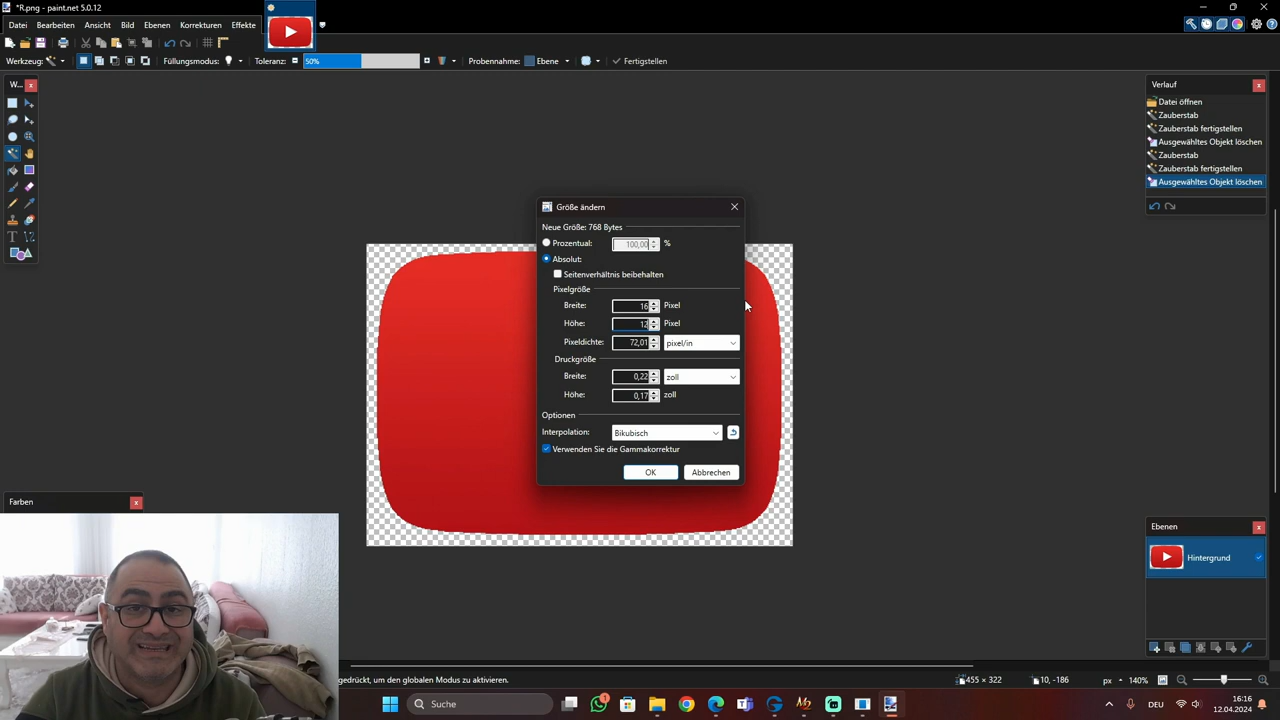 *R.png - paint.net 5.0.12
Datei Bearbeiten Ansicht Bild Ebenen Korrekturen Effekte
Werkzeug: Füllungsmodus: Toleranz: 50% Probennahme: Ebene Fertigstellen
W...
Verlauf
Datei öffnen
Zauberstab
Zauberstab fertigstellen
Ausgewähltes Objekt löschen
Zauberstab
Zauberstab fertigstellen
Ausgewähltes Objekt löschen
Größe ändern
Neue Größe: 768 Bytes
Prozentual: 100,00 %
Absolut:
Seitenverhältnis beibehalten
Pixelgröße
Breite: 16 Pixel
Höhe: 12 Pixel
Pixeldichte: 72,01 pixel/in
Druckgröße
Breite: 0,22 zoll
Höhe: 0,17 zoll
Optionen
Interpolation: Bikubisch
Verwenden Sie die Gammakorrektur
OK Abbrechen
Farben
Ebenen
Hintergrund
gedrückt, um den globalen Modus zu aktivieren.
455 × 322
10, -186
px
140%
Suche
1
DEU
16:16
12.04.2024